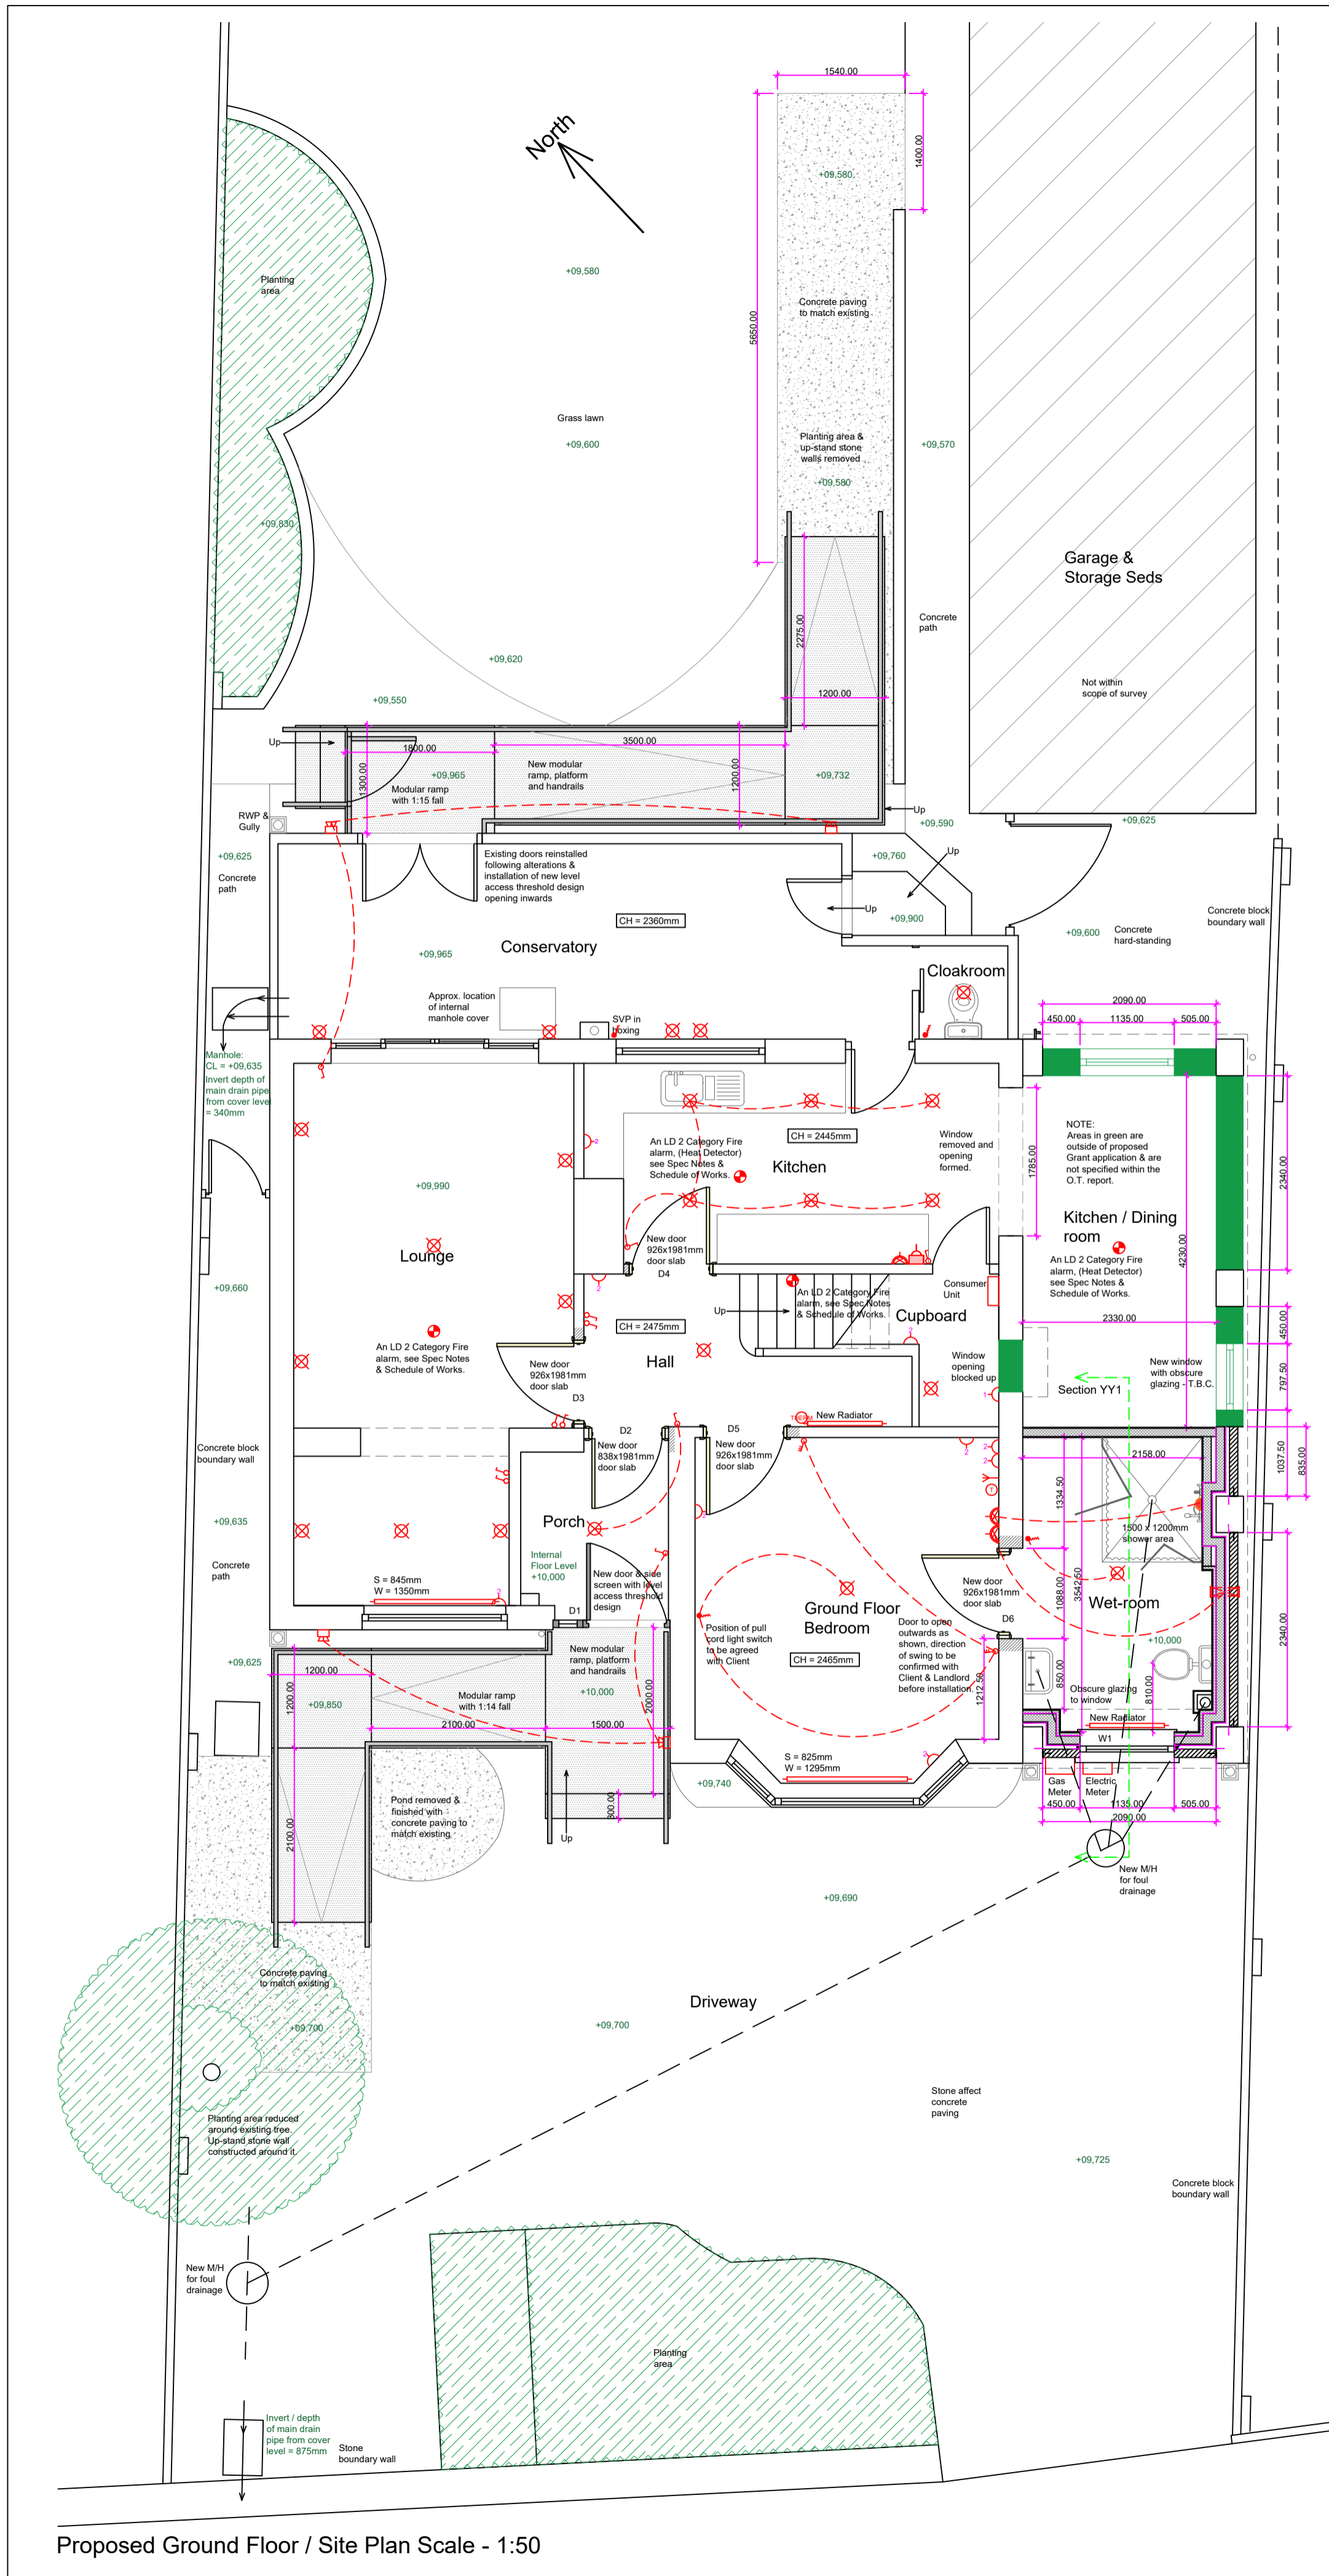 1540.00
1400.00
North
+09,580
+09,580
Planting
area
Concrete paving
to match existing
5650.00
Grass lawn
+09,600
Planting area &
up-stand stone
walls removed
+09,580
+09,570
+09,830
Garage &
Storage Seds
Concrete
path
2275.00
+09,620
Not within
scope of survey
+09,550
1200.00
Up
1800.00
3500.00
1300.00
+09,965
New modular
ramp, platform
and handrails
1200.00
+09,732
Modular ramp
with 1:15 fall
Up
RWP &
Gully
+09,590
+09,625
+09,625
Concrete
path
Existing doors reinstalled
following alterations &
installation of new level
access threshold design
opening inwards
+09,760
Up
Up
+09,900
CH = 2360mm
Concrete block
boundary wall
+09,600
Concrete
hard-standing
Conservatory
+09,965
Cloakroom
Approx. location
of internal
manhole cover
SVP in
boxing
2090.00
450.00
1135.00
505.00
Manhole:
CL = +09,635
Invert depth of
main drain pipe
from cover level
= 340mm
CH = 2445mm
An LD 2 Category Fire
alarm, (Heat Detector)
see Spec Notes &
Schedule of Works.
Kitchen
Window
removed and
opening
formed.
1785.00
NOTE:
Areas in green are
outside of proposed
Grant application & are
not specified within the
O.T. report.
2340.00
2
+09,990
Kitchen / Dining
room
4230.00
Lounge
New door
926x1981mm
door slab
D4
An LD 2 Category Fire
alarm, (Heat Detector)
see Spec Notes &
Schedule of Works.
+09,660
2
Consumer
Unit
An LD 2 Category Fire
alarm, see Spec Notes
& Schedule of Works.
Up
Cupboard
2330.00
450.00
CH = 2475mm
2
An LD 2 Category Fire
alarm, see Spec Notes
& Schedule of Works.
Hall
New door
926x1981mm
door slab
D3
Window
opening
blocked up
New window
with obscure
glazing - T.B.C.
797.50
Section YY1
1
THERM
New Radiator
D2
New door
838x1981mm
door slab
D5
New door
926x1981mm
door slab
2
2
2
Concrete block
boundary wall
2158.00
1037.50
835.00
1334.50
T
2
Porch
+09,635
1500 x 1200mm
shower area
Internal
Floor Level
+10,000
Concrete
path
New door & side
screen with level
access threshold
design
S = 845mm
W = 1350mm
2
D1
Ground Floor
Bedroom
New door
926x1981mm
door slab
D6
1088.00
3542.50
Wet-room
2340.00
Position of pull
cord light switch
to be agreed
with Client
Door to open
outwards as
shown, direction
of swing to be
confirmed with
Client & Landlord
before installation.
+10,000
CH = 2465mm
New modular
ramp, platform
and handrails
+10,000
+09,625
1200.00
1200.00
+09,850
Modular ramp
with 1:14 fall
2000.00
1212.50
850.00
810.00
Obscure glazing
to window
2100.00
1500.00
New Radiator
W1
S = 825mm
W = 1295mm
2
+09,740
Gas
Meter
Electric
Meter
450.00
1135.00
505.00
2090.00
Pond removed &
finished with
concrete paving to
match existing
300.00
Up
2100.00
New M/H
for foul
drainage
+09,690
Concrete paving
to match existing
+09,700
Driveway
+09,700
Stone affect
concrete
paving
Planting area reduced
around existing tree.
Up-stand stone wall
constructed around it.
+09,725
Concrete block
boundary wall
New M/H
for foul
drainage
Planting
area
Invert / depth
of main drain
pipe from cover
level = 875mm
Stone
boundary wall
Proposed Ground Floor / Site Plan Scale - 1:50